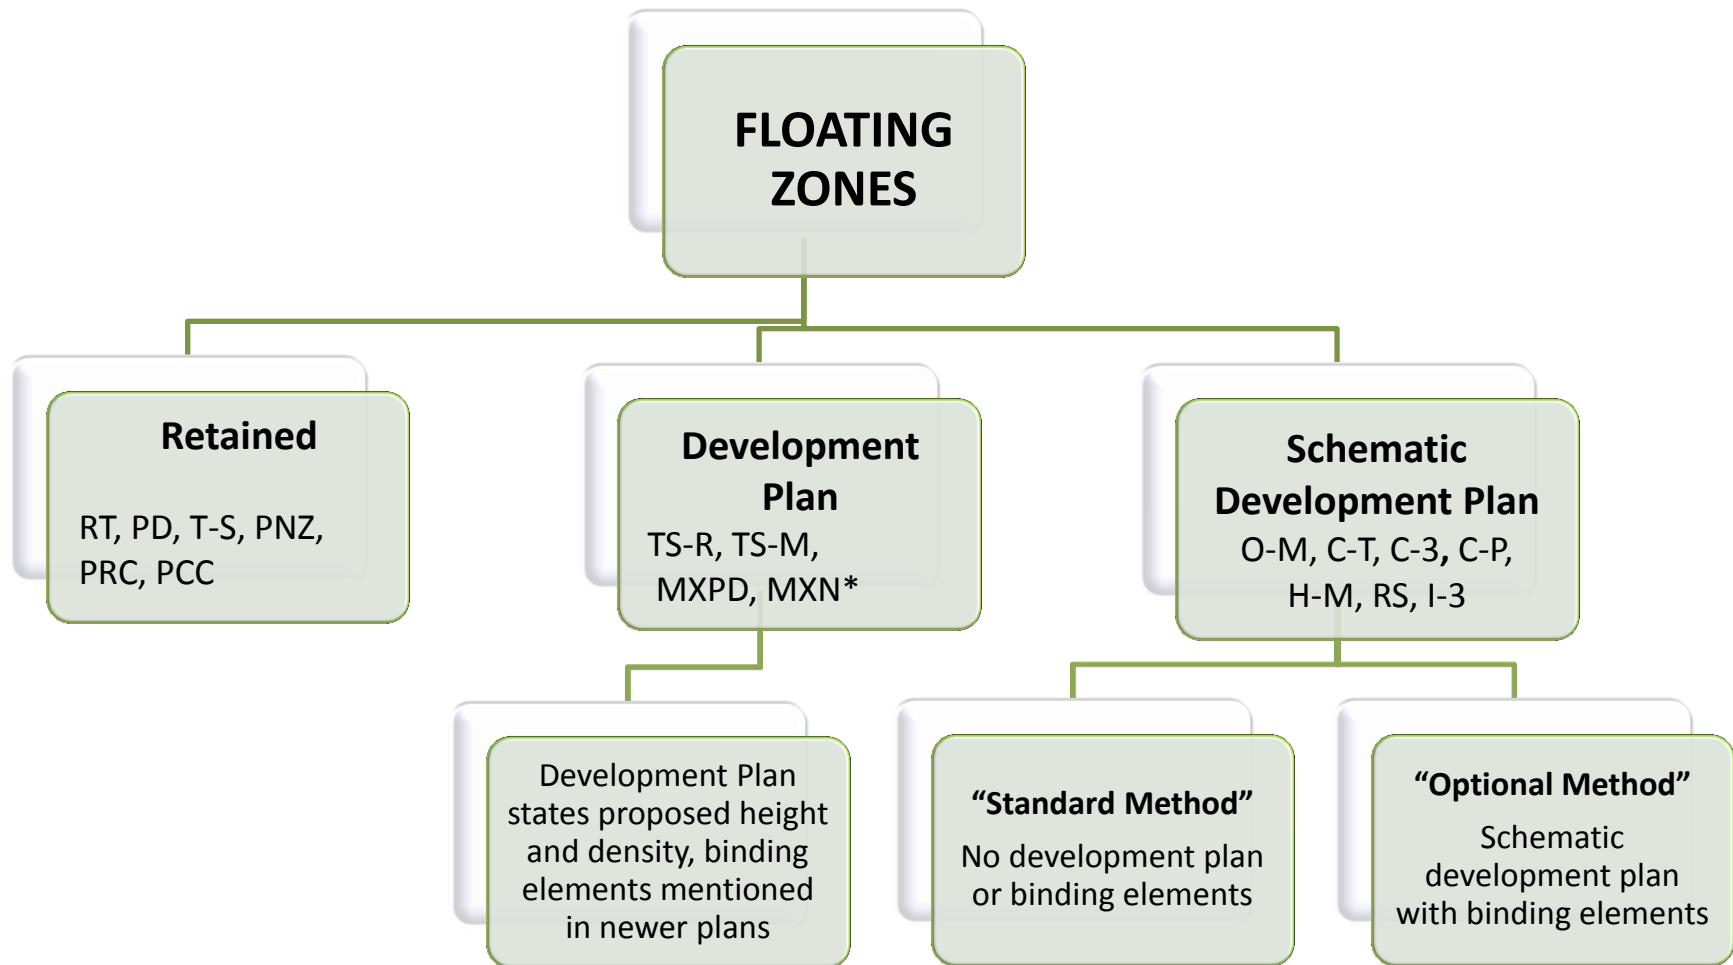 FLOATING
ZONES
Retained
RT, PD, T-S, PNZ,
PRC, PCC
Development
Plan
TS-R, TS-M,
MXPD, MXN*
Schematic
Development Plan
O-M, C-T, C-3, C-P,
H-M, RS, I-3
Development Plan
states proposed height
and density, binding
elements mentioned
in newer plans
“Standard Method”
No development plan
or binding elements
“Optional Method”
Schematic
development plan
with binding elements